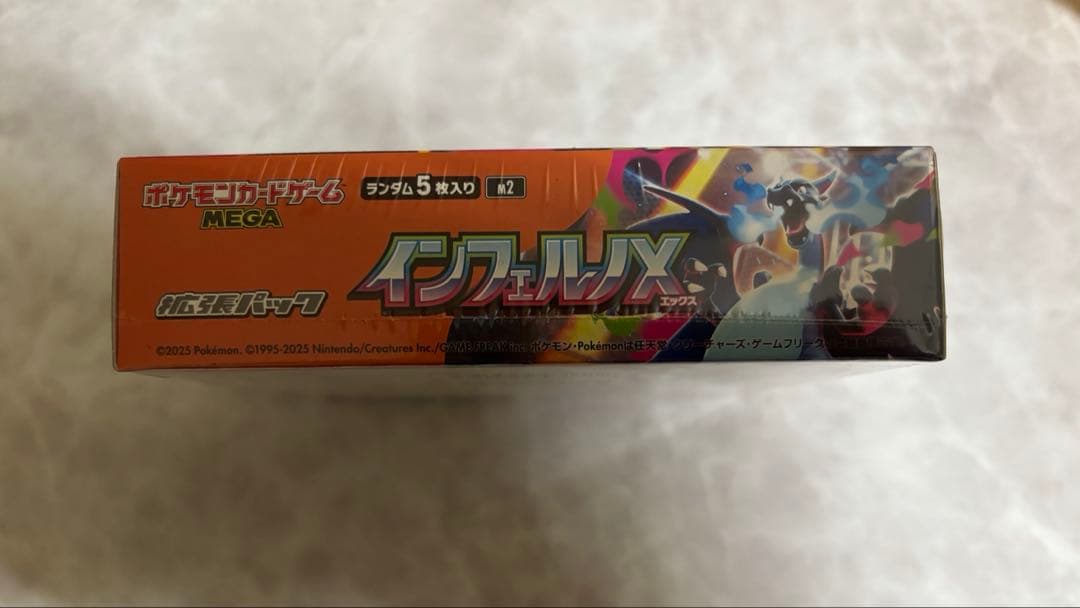 ポケモンカードゲーム
MEGA
ランダム5枚入り
M2
インフェルノX
エックス
拡張パック
©2025 Pokémon. ©1995-2025 Nintendo/Creatures Inc./GAME FREAK inc. ポケモン・Pokémonは任天堂・クリーチャーズ・ゲームフリーク